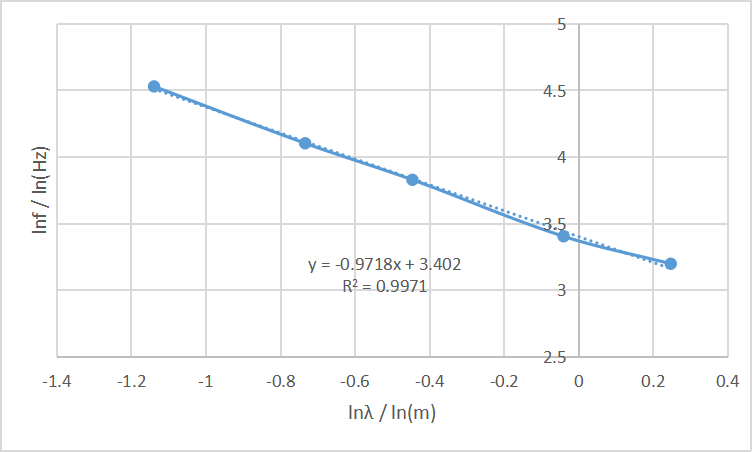 5
4.5
4
3.5
3
2.5
lnf / ln(Hz)
y = -0.9718x + 3.402
R² = 0.9971
-1.4 -1.2 -1 -0.8 -0.6 -0.4 -0.2 0 0.2 0.4
lnλ / ln(m)